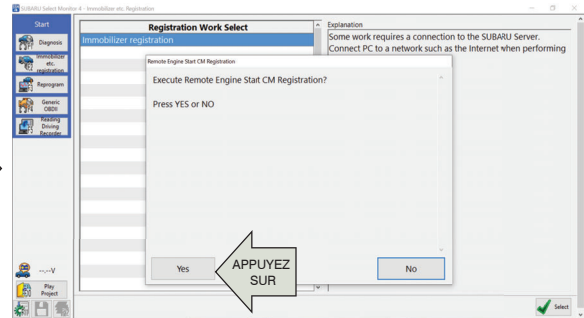 SUBARU Select Monitor 4 - Immobilizer etc. Registration
Start
Diagnosis
Immobilizer
etc.
registration
Reprogram
Generic
OBDII
Reading
Driving
Recorder
--.--V
Play
Project
Registration Work Select
Immobilizer registration
Explanation
Some work requires a connection to the SUBARU Server.
Connect PC to a network such as the Internet when performing
Remote Engine Start CM Registration
Execute Remote Engine Start CM Registration?
Press YES or NO
Yes
APPUYEZ
SUR
No
Select